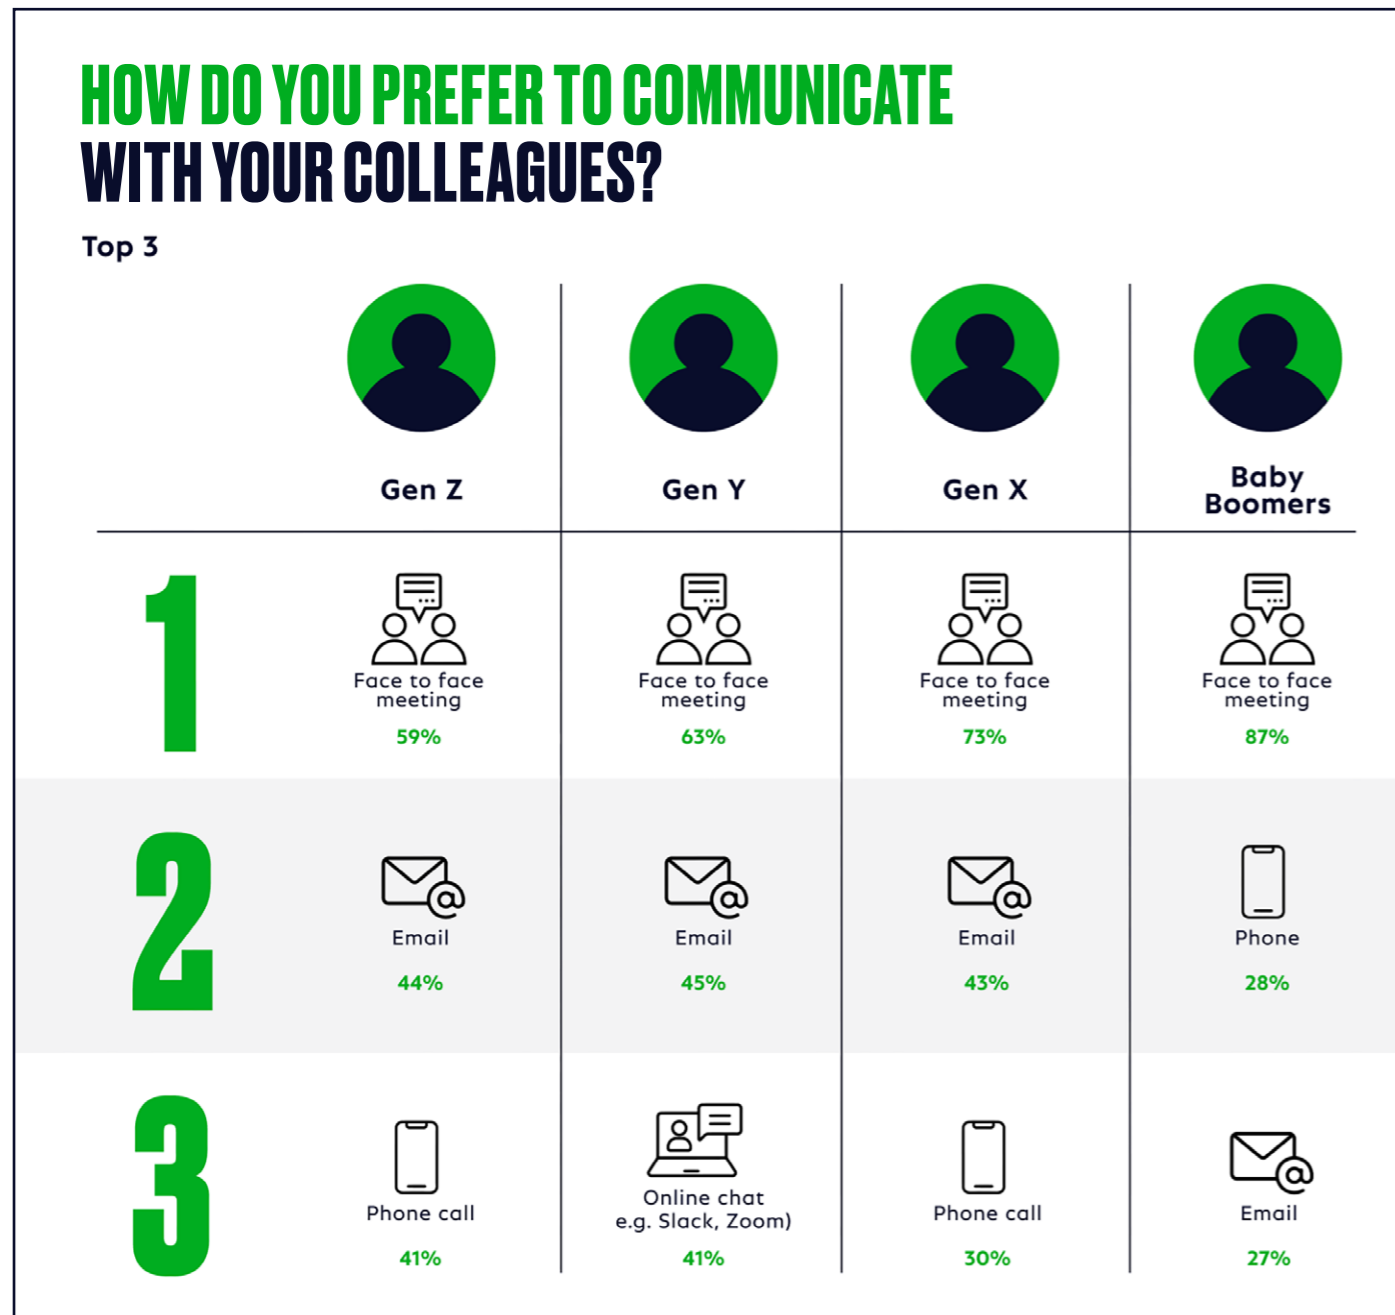 HOW DO YOU PREFER TO COMMUNICATE
WITH YOUR COLLEAGUES?
Top 3
Gen Z
Gen Y
Gen X
Baby
Boomers
1
Face to face
meeting
59%
Face to face
meeting
63%
Face to face
meeting
73%
Face to face
meeting
87%
2
Email
44%
Email
45%
Email
43%
Phone
28%
3
Phone call
41%
Online chat
e.g. Slack, Zoom)
41%
Phone call
30%
Email
27%